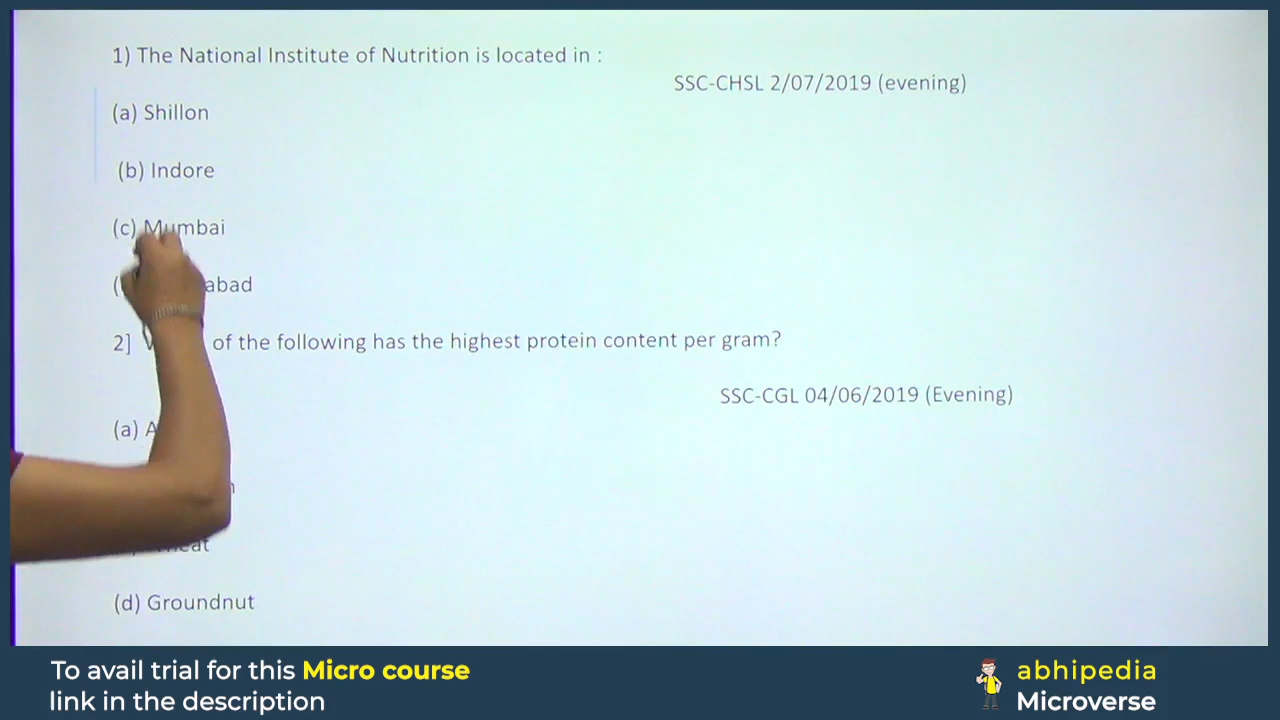 1) The National Institute of Nutrition is located in :
SSC-CHSL 2/07/2019 (evening)
(a) Shillon
(b) Indore
(c) Mumbai
abad
2] of the following has the highest protein content per gram?
SSC-CGL 04/06/2019 (Evening)
(a)
(d) Groundnut
To avail trial for this Micro course
link in the description
abhipedia
Microverse